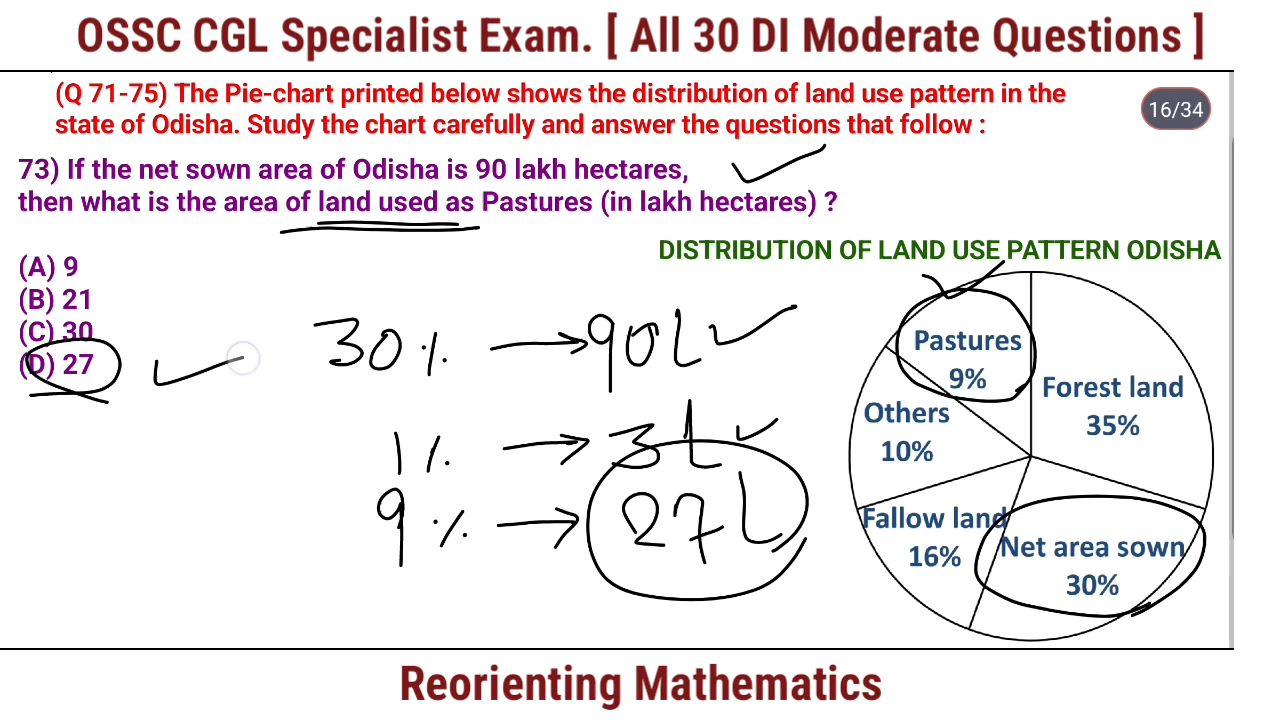 OSSC CGL Specialist Exam. [ All 30 DI Moderate Questions ]
(Q 71-75) The Pie-chart printed below shows the distribution of land use pattern in the
state of Odisha. Study the chart carefully and answer the questions that follow :
16/34
73) If the net sown area of Odisha is 90 lakh hectares,
then what is the area of land used as Pastures (in lakh hectares) ?
(A) 9
(B) 21
(C) 30
(D) 27
30% → 90L
1% → 3L
9% → 27L
DISTRIBUTION OF LAND USE PATTERN ODISHA
Pastures
9%
Forest land
35%
Others
10%
Fallow land
16%
Net area sown
30%
Reorienting Mathematics